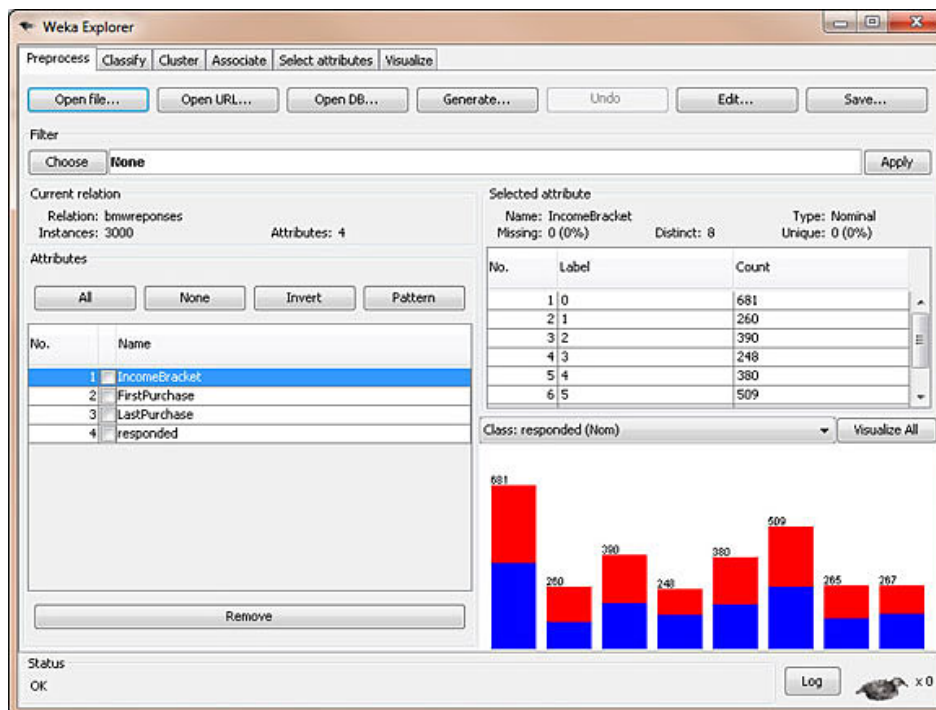 Weka Explorer
Preprocess Classify Cluster Associate Select attributes Visualize
Open file... Open URL... Open DB... Generate... Undo Edit... Save...
Filter
Choose None Apply
Current relation
Relation: bmwreponses
Instances: 3000 Attributes: 4
Selected attribute
Name: IncomeBracket Type: Nominal
Missing: 0 (0%) Distinct: 8 Unique: 0 (0%)
Attributes
All None Invert Pattern
No. Name
1 IncomeBracket
2 FirstPurchase
3 LastPurchase
4 responded
Remove
No. Label Count
1 0 681
2 1 260
3 2 390
4 3 248
5 4 380
6 5 509
Class: responded (Nom) Visualize All
681 260 390 248 380 509 265 267
Status
OK
Log x 0